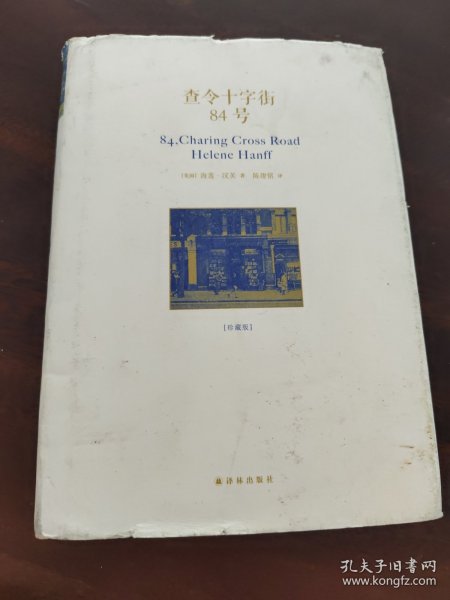 查令十字街
84号
84, Charing Cross Road
Helene Hanff
[美国] 海莲·汉芙 著 陈建铭 译
[珍藏版]
译林出版社
孔夫子旧书网
www.kongfz.com